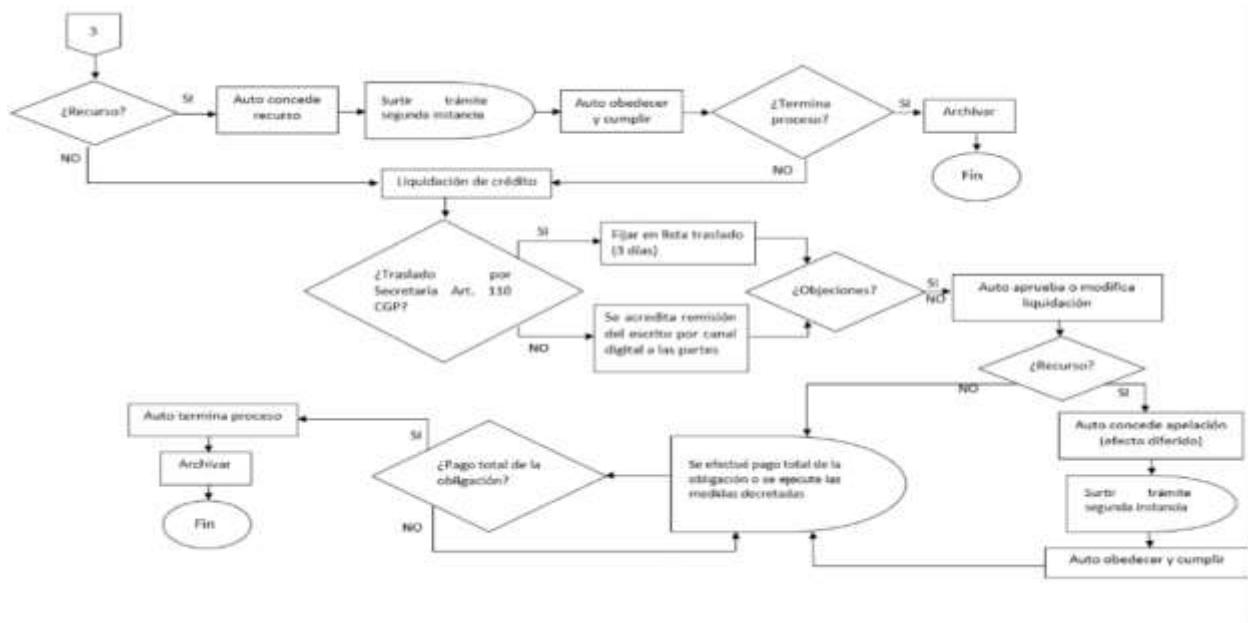 3
¿Recurso?
SI
Auto concede
recurso
Surtir trámite
segunda instancia
Auto obedecer
y cumplir
¿Termina
proceso?
SI
Archivar
Fin
NO
NO
Liquidación de crédito
¿Traslado por
Secretaria Art. 110
CGP?
SI
Fijar en lista traslado
(3 días)
NO
Se acredita remisión
del escrito por canal
digital a las partes
¿Objeciones?
SI
NO
Auto aprueba o modifica
liquidación
¿Recurso?
NO
SI
Auto concede apelación
(efecto diferido)
Surtir trámite
segunda instancia
Auto obedecer y cumplir
Se efectué pago total de la
obligación o se ejecute las
medidas decretadas
¿Pago total de la
obligación?
SI
NO
Auto termina proceso
Archivar
Fin